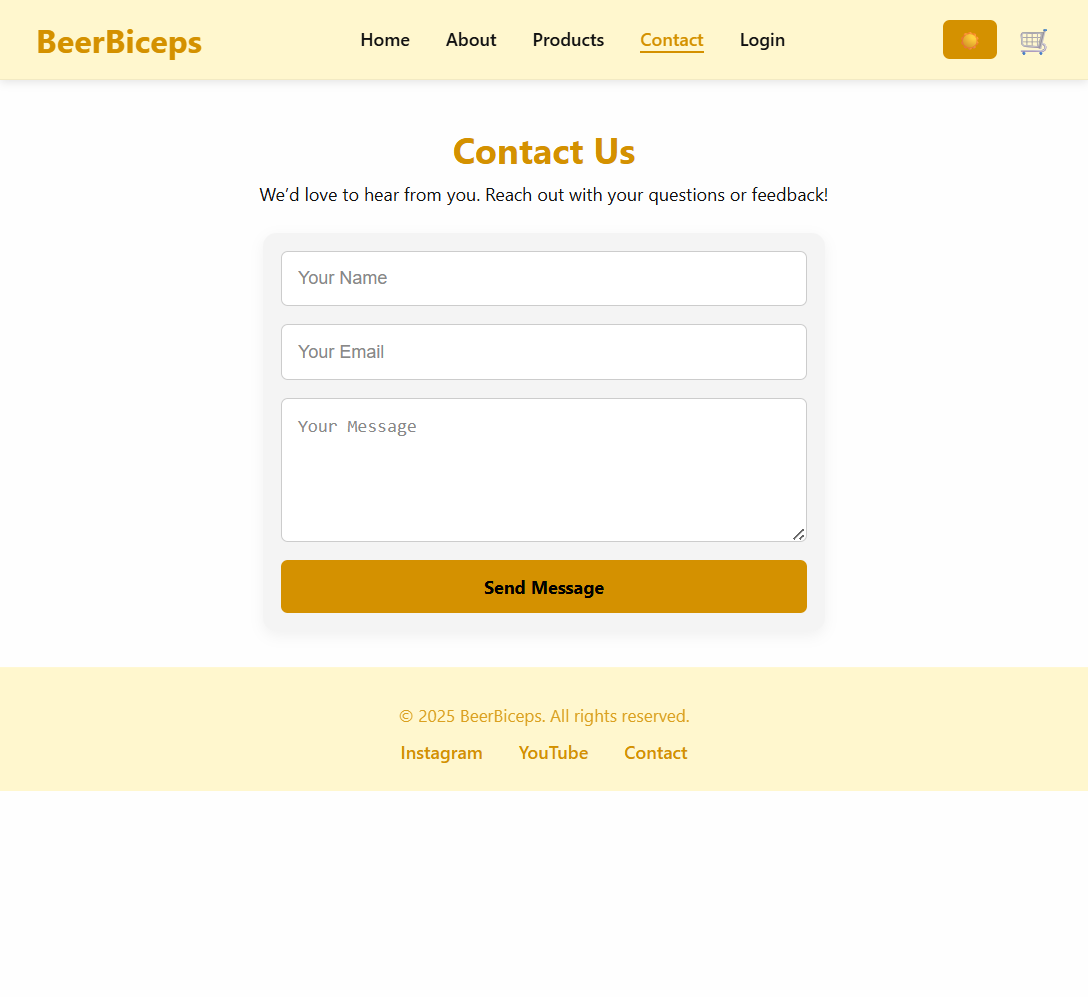 BeerBiceps
Home About Products Contact Login
Contact Us
We’d love to hear from you. Reach out with your questions or feedback!
Your Name
Your Email
Your Message
Send Message
© 2025 BeerBiceps. All rights reserved.
Instagram YouTube Contact